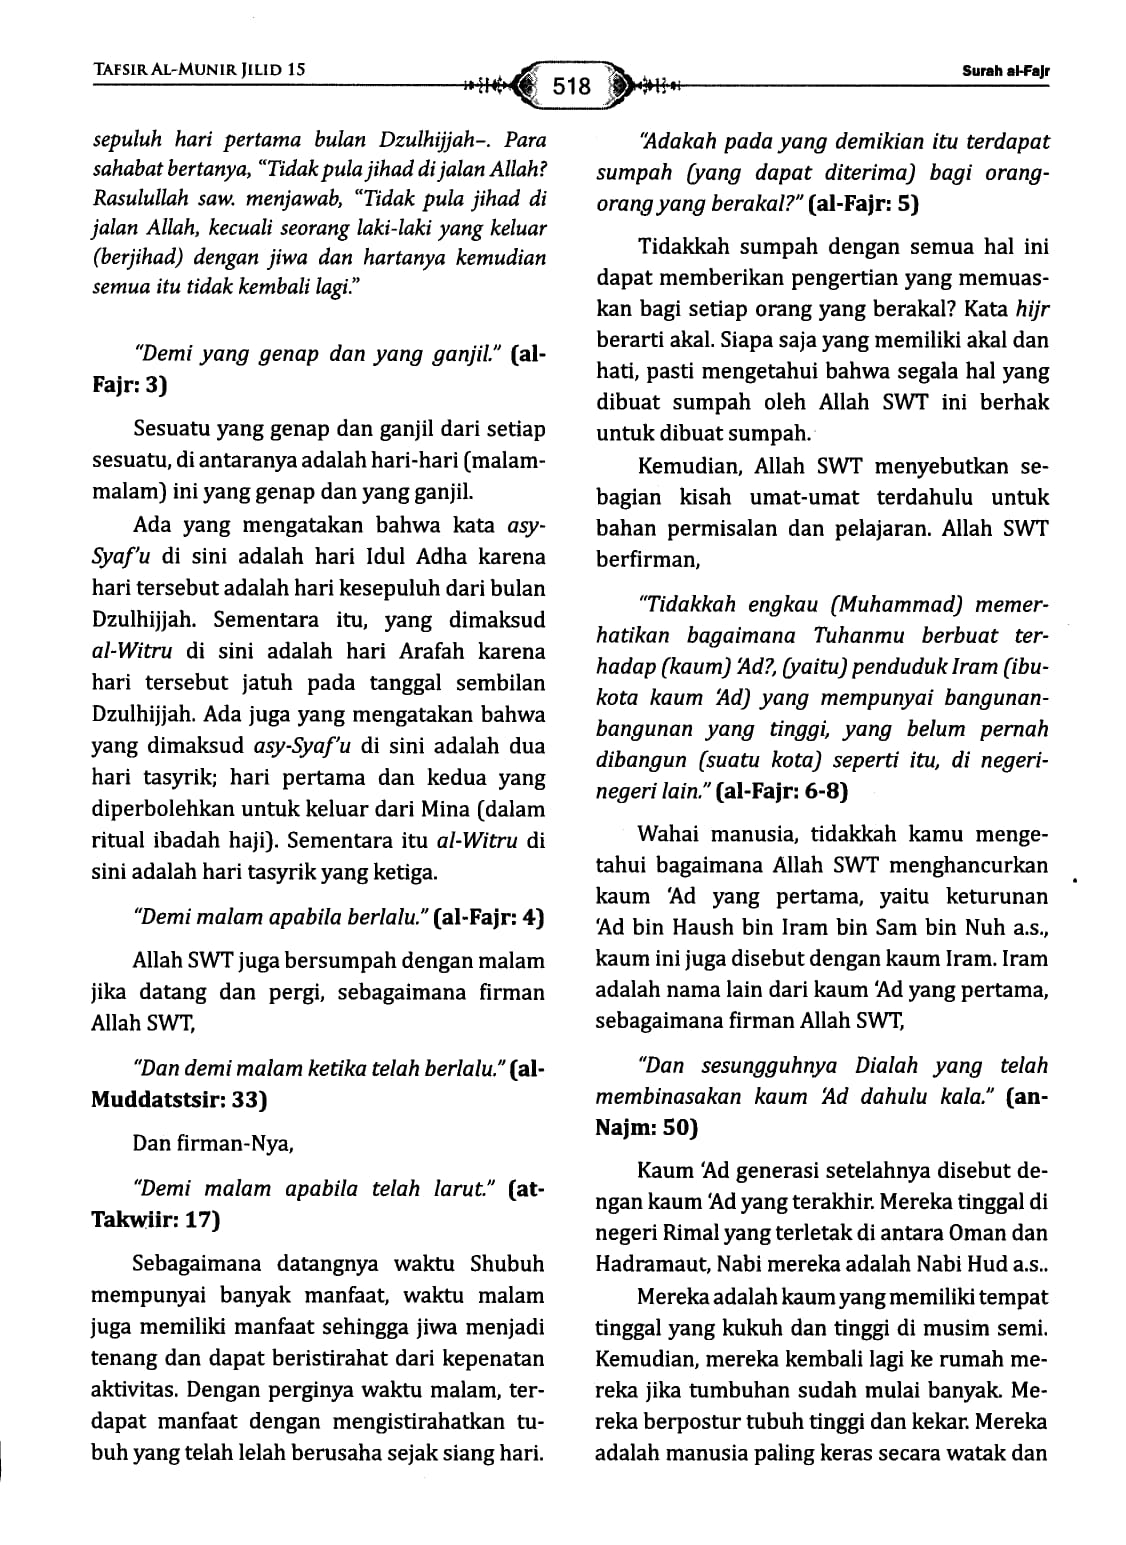 TAFSIR AL-MUNIR JILID 15
518
Surah al-Fajr
sepuluh hari pertama bulan Dzulhijjah–. Para
sahabat bertanya, “Tidak pula jihad di jalan Allah?
Rasulullah saw. menjawab, “Tidak pula jihad di
jalan Allah, kecuali seorang laki-laki yang keluar
(berjihad) dengan jiwa dan hartanya kemudian
semua itu tidak kembali lagi.”
“Demi yang genap dan yang ganjil.” (al-
Fajr: 3)
Sesuatu yang genap dan ganjil dari setiap
sesuatu, di antaranya adalah hari-hari (malam-
malam) ini yang genap dan yang ganjil.
Ada yang mengatakan bahwa kata asy-
Syaf’u di sini adalah hari Idul Adha karena
hari tersebut adalah hari kesepuluh dari bulan
Dzulhijjah. Sementara itu, yang dimaksud
al-Witru di sini adalah hari Arafah karena
hari tersebut jatuh pada tanggal sembilan
Dzulhijjah. Ada juga yang mengatakan bahwa
yang dimaksud asy-Syaf’u di sini adalah dua
hari tasyrik; hari pertama dan kedua yang
diperbolehkan untuk keluar dari Mina (dalam
ritual ibadah haji). Sementara itu al-Witru di
sini adalah hari tasyrik yang ketiga.
“Demi malam apabila berlalu.” (al-Fajr: 4)
Allah SWT juga bersumpah dengan malam
jika datang dan pergi, sebagaimana firman
Allah SWT,
“Dan demi malam ketika telah berlalu.” (al-
Muddatstsir: 33)
Dan firman-Nya,
“Demi malam apabila telah larut.” (at-
Takwiir: 17)
Sebagaimana datangnya waktu Shubuh
mempunyai banyak manfaat, waktu malam
juga memiliki manfaat sehingga jiwa menjadi
tenang dan dapat beristirahat dari kepenatan
aktivitas. Dengan perginya waktu malam, ter-
dapat manfaat dengan mengistirahatkan tu-
buh yang telah lelah berusaha sejak siang hari.
“Adakah pada yang demikian itu terdapat
sumpah (yang dapat diterima) bagi orang-
orang yang berakal?” (al-Fajr: 5)
Tidakkah sumpah dengan semua hal ini
dapat memberikan pengertian yang memuas-
kan bagi setiap orang yang berakal? Kata hijr
berarti akal. Siapa saja yang memiliki akal dan
hati, pasti mengetahui bahwa segala hal yang
dibuat sumpah oleh Allah SWT ini berhak
untuk dibuat sumpah.
Kemudian, Allah SWT menyebutkan se-
bagian kisah umat-umat terdahulu untuk
bahan permisalan dan pelajaran. Allah SWT
berfirman,
“Tidakkah engkau (Muhammad) memer-
hatikan bagaimana Tuhanmu berbuat ter-
hadap (kaum) ‘Ad?, (yaitu) penduduk Iram (ibu-
kota kaum ‘Ad) yang mempunyai bangunan-
bangunan yang tinggi, yang belum pernah
dibangun (suatu kota) seperti itu, di negeri-
negeri lain.” (al-Fajr: 6-8)
Wahai manusia, tidakkah kamu menge-
tahui bagaimana Allah SWT menghancurkan
kaum ‘Ad yang pertama, yaitu keturunan
‘Ad bin Haush bin Iram bin Sam bin Nuh a.s.,
kaum ini juga disebut dengan kaum Iram. Iram
adalah nama lain dari kaum ‘Ad yang pertama,
sebagaimana firman Allah SWT,
“Dan sesungguhnya Dialah yang telah
membinasakan kaum ‘Ad dahulu kala.” (an-
Najm: 50)
Kaum ‘Ad generasi setelahnya disebut de-
ngan kaum ‘Ad yang terakhir. Mereka tinggal di
negeri Rimal yang terletak di antara Oman dan
Hadramaut, Nabi mereka adalah Nabi Hud a.s..
Mereka adalah kaum yang memiliki tempat
tinggal yang kukuh dan tinggi di musim semi.
Kemudian, mereka kembali lagi ke rumah me-
reka jika tumbuhan sudah mulai banyak. Me-
reka berpostur tubuh tinggi dan kekar. Mereka
adalah manusia paling keras secara watak dan